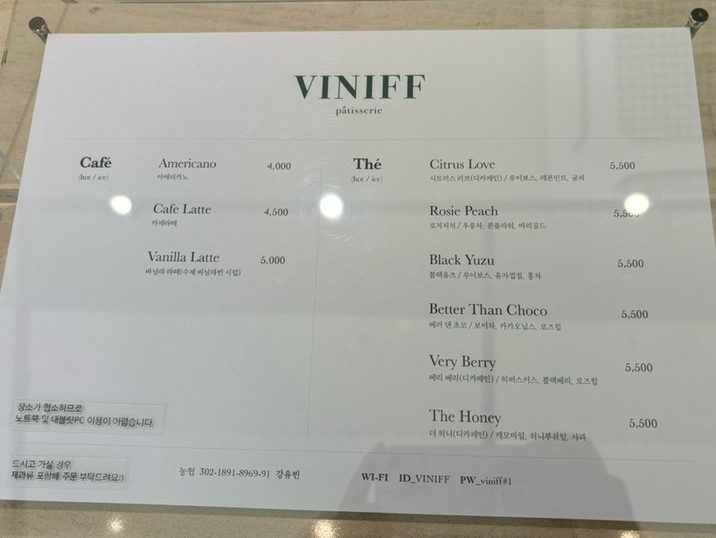 VINIFF
pâtisserie
Café
(hot / ice)
Americano 4,000
아메리카노
Cafe Latte 4,500
카페라떼
Vanilla Latte 5,000
바닐라 라떼(수제 바닐라빈 시럽)
Thé
(hot / ice)
Citrus Love 5,500
시트러스 러브(디카페인) / 루이보스, 레몬민트, 귤피
Rosie Peach 5,500
로지피치 / 우롱차, 콘플라워, 마리골드
Black Yuzu 5,500
블랙유즈 / 루이보스, 유자껍질, 홍차
Better Than Choco 5,500
베러 댄 초코 / 보이차, 카카오닙스, 로즈힙
Very Berry 5,500
베리 베리(디카페인) / 히비스커스, 블랙베리, 로즈힙
The Honey 5,500
더 허니(디카페인) / 캐모마일, 허니부쉬잎, 사과
장소가 협소하므로
노트북 및 태블릿PC 이용이 어렵습니다.
드시고 가실 경우
제과류 포함해 주문 부탁드려요:)
농협 302-1891-8969-91 강유빈
WI-FI ID_VINIFF PW_viniff#1